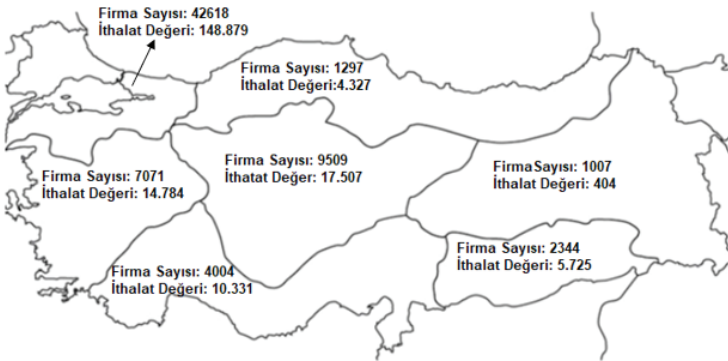 Firma Sayısı: 42618
İthalat Değeri: 148.879
Firma Sayısı: 1297
İthalat Değeri:4.327
Firma Sayısı: 9509
İthatat Değer: 17.507
Firma Sayısı: 7071
İthalat Değeri: 14.784
FirmaSayısı: 1007
İthalat Değeri: 404
Firma Sayısı: 2344
İthalat Değeri: 5.725
Firma Sayısı: 4004
İthalat Değeri: 10.331